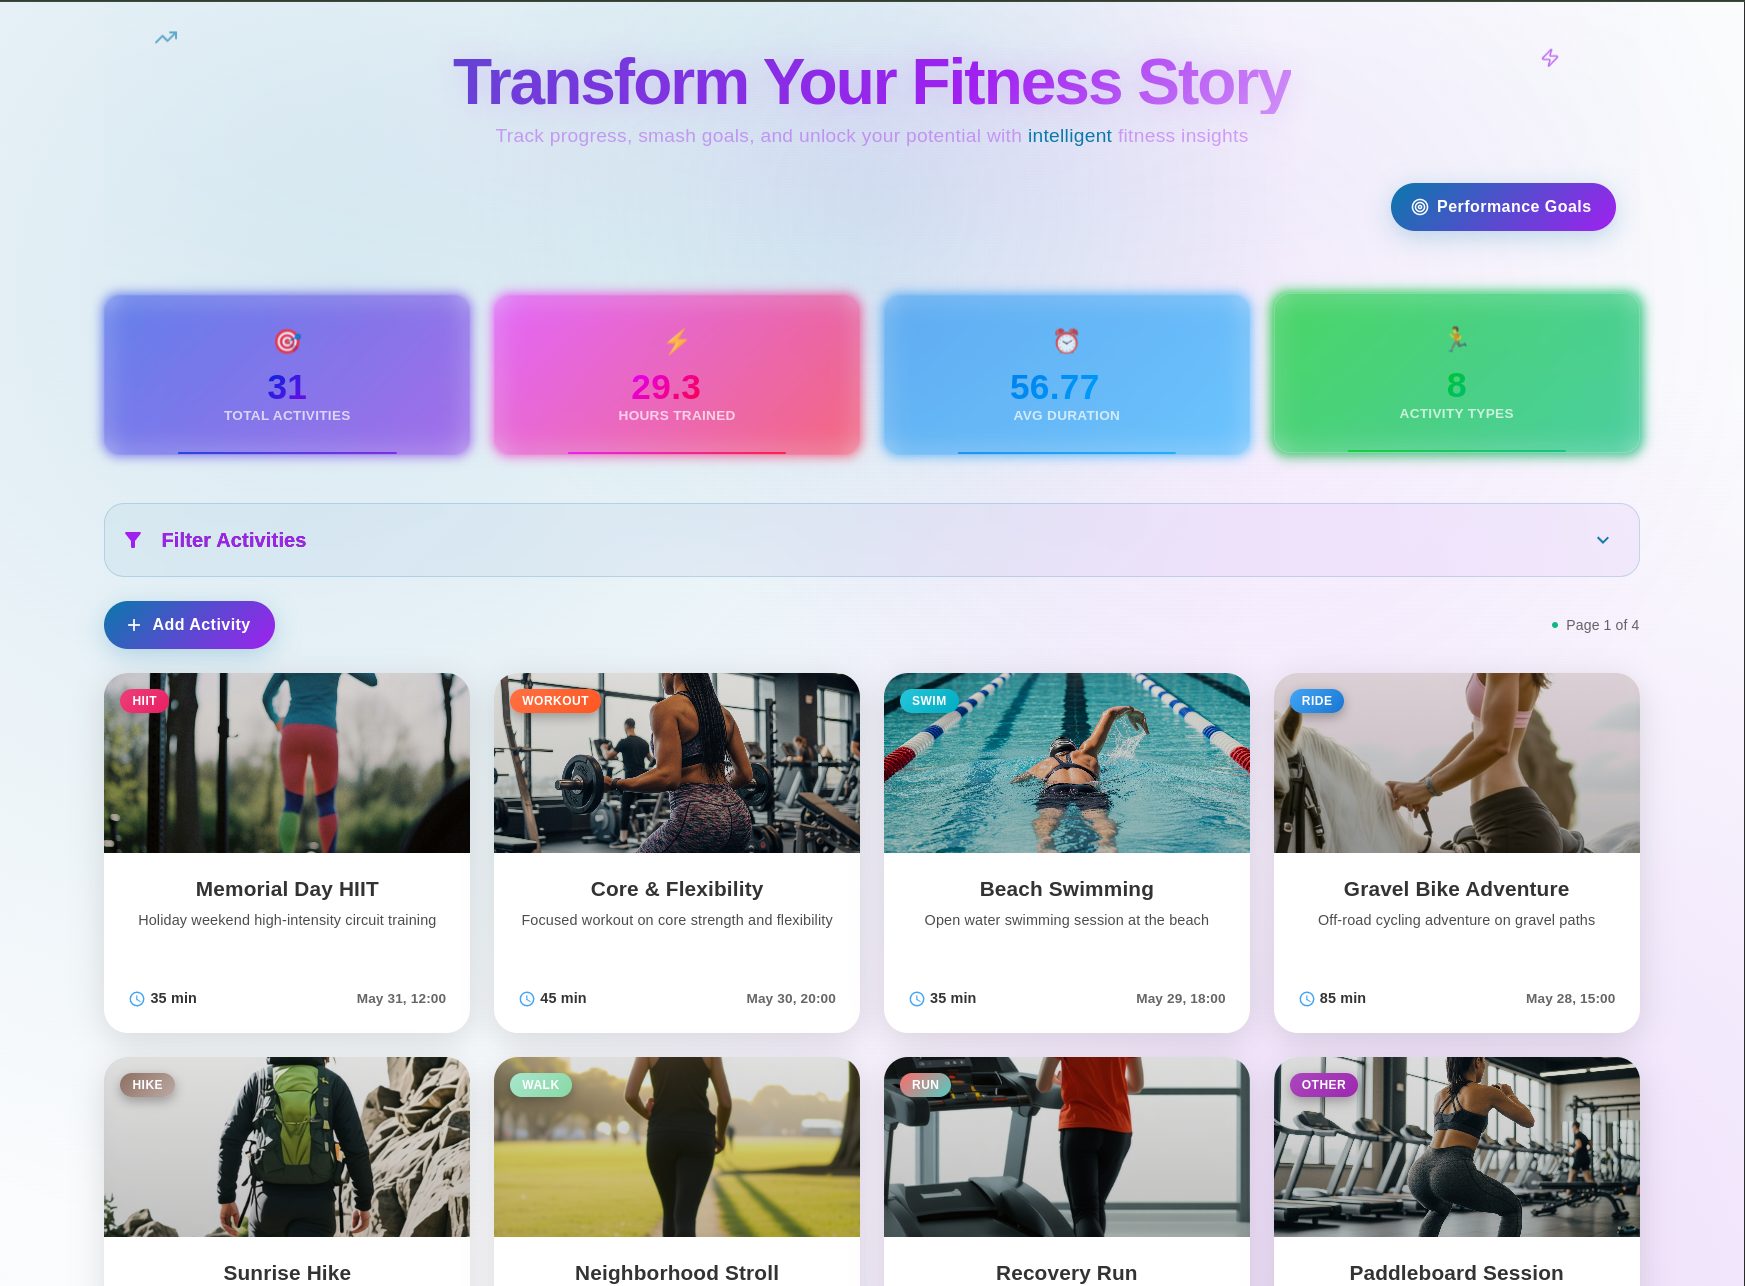 Transform Your Fitness Story
Track progress, smash goals, and unlock your potential with intelligent fitness insights
Performance Goals
31
TOTAL ACTIVITIES
29.3
HOURS TRAINED
56.77
AVG DURATION
8
ACTIVITY TYPES
Filter Activities
Add Activity
Page 1 of 4
HIIT
Memorial Day HIIT
Holiday weekend high-intensity circuit training
35 min
May 31, 12:00
WORKOUT
Core & Flexibility
Focused workout on core strength and flexibility
45 min
May 30, 20:00
SWIM
Beach Swimming
Open water swimming session at the beach
35 min
May 29, 18:00
RIDE
Gravel Bike Adventure
Off-road cycling adventure on gravel paths
85 min
May 28, 15:00
HIKE
Sunrise Hike
WALK
Neighborhood Stroll
RUN
Recovery Run
OTHER
Paddleboard Session